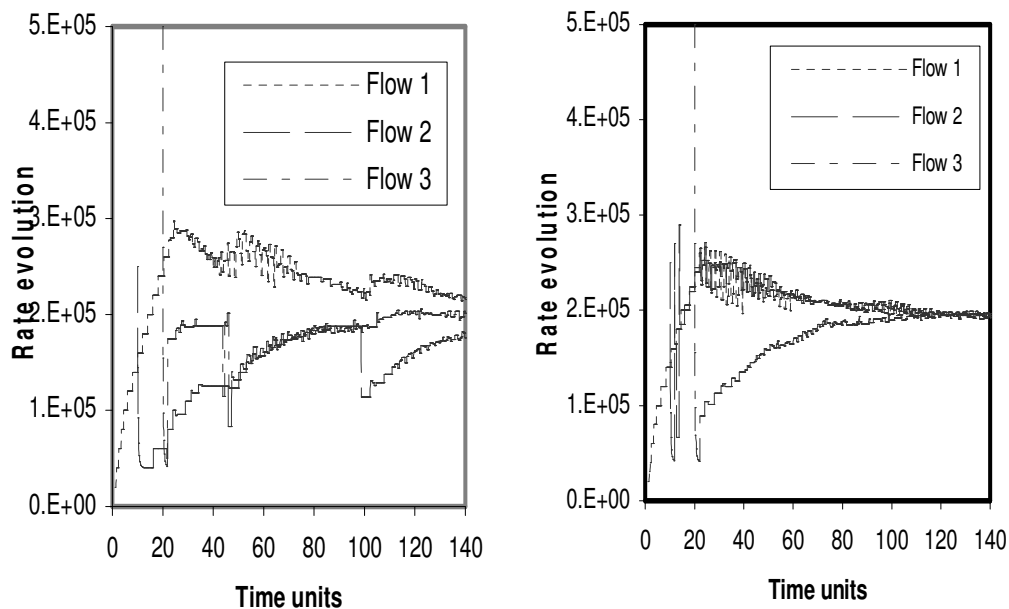 5.E+05
4.E+05
3.E+05
2.E+05
1.E+05
0.E+00
Rate evolution
Flow 1
Flow 2
Flow 3
0 20 40 60 80 100 120 140
Time units
5.E+05
4.E+05
3.E+05
2.E+05
1.E+05
0.E+00
Rate evolution
Flow 1
Flow 2
Flow 3
0 20 40 60 80 100 120 140
Time units